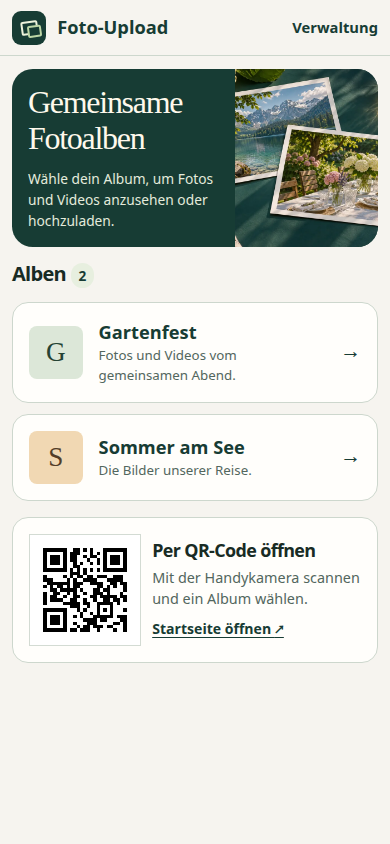 Foto-Upload
Verwaltung
Gemeinsame
Fotoalben
Wähle dein Album, um Fotos
und Videos anzusehen oder
hochzuladen.
Alben 2
G
Gartenfest
Fotos und Videos vom
gemeinsamen Abend.
→
S
Sommer am See
Die Bilder unserer Reise.
→
Per QR-Code öffnen
Mit der Handykamera scannen
und ein Album wählen.
Startseite öffnen ↗